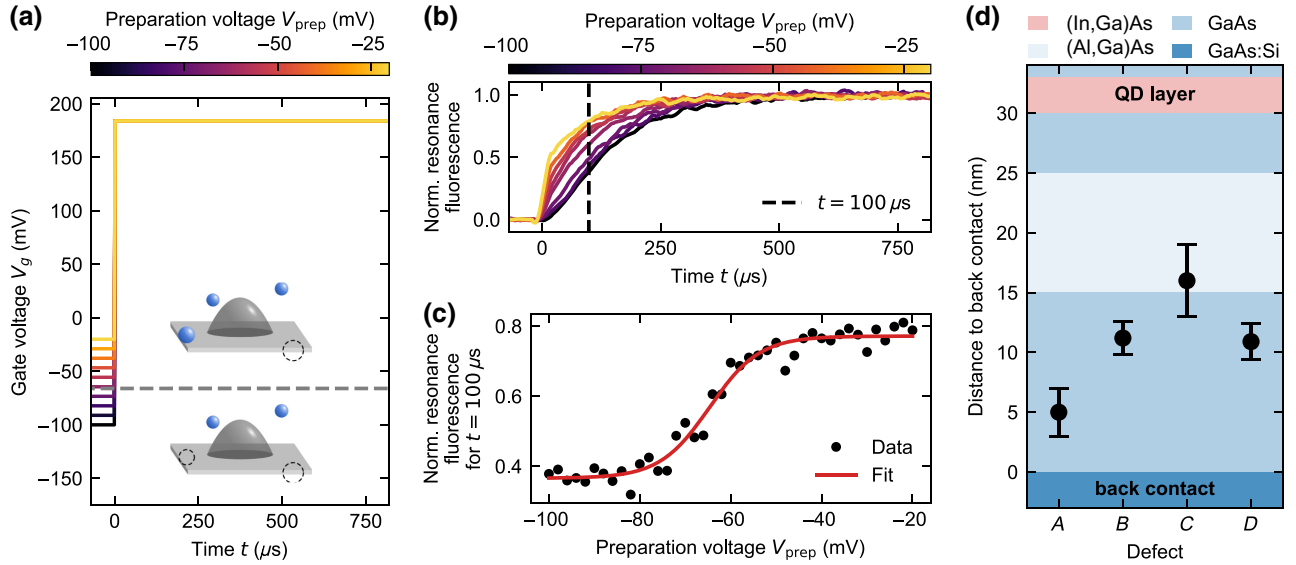 (a)
Preparation voltage Vprep (mV)
−100 −75 −50 −25
Gate voltage Vg (mV)
200
150
100
50
0
−50
−100
−150
0 250 500 750
Time t (μs)
(b)
Preparation voltage Vprep (mV)
−100 −75 −50 −25
Norm. resonance
fluorescence
1.0
0.5
0.0
t = 100 μs
0 250 500 750
Time t (μs)
(c)
Norm. resonance
fluorescence
for t = 100 μs
0.8
0.6
0.4
Data
Fit
−100 −80 −60 −40 −20
Preparation voltage Vprep (mV)
(d)
(In,Ga)As GaAs
(Al,Ga)As GaAs:Si
Distance to back contact (nm)
30
25
20
15
10
5
0
QD layer
back contact
A B C D
Defect